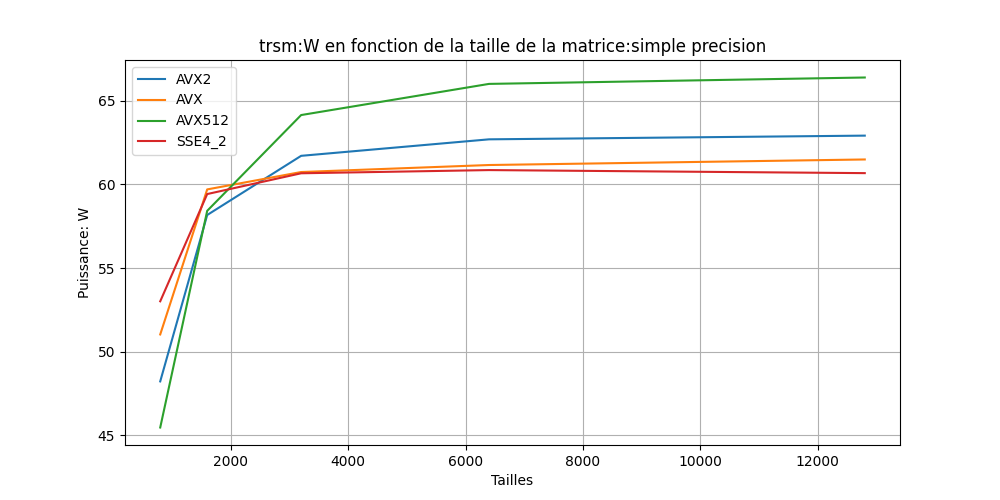 trsm:W en fonction de la taille de la matrice:simple precision
AVX2
AVX
AVX512
SSE4_2
65
60
55
50
45
Puissance: W
2000 4000 6000 8000 10000 12000
Tailles